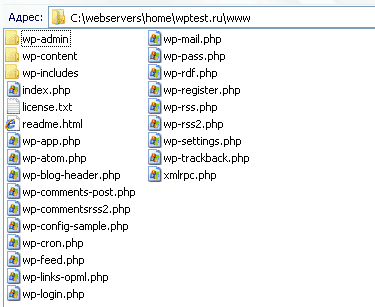 Адрес: C:\webservers\home\wptest.ru\www
wp-admin
wp-content
wp-includes
index.php
license.txt
readme.html
wp-app.php
wp-atom.php
wp-blog-header.php
wp-comments-post.php
wp-commentsrss2.php
wp-config-sample.php
wp-cron.php
wp-feed.php
wp-links-opml.php
wp-login.php
wp-mail.php
wp-pass.php
wp-rdf.php
wp-register.php
wp-rss.php
wp-rss2.php
wp-settings.php
wp-trackback.php
xmlrpc.php